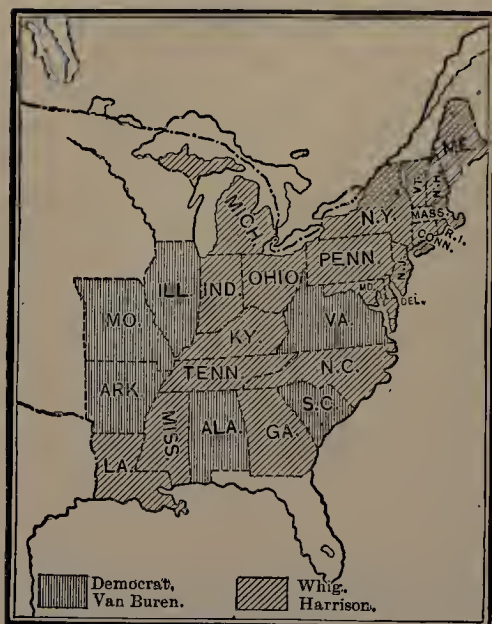 ME.
VT.
N.H.
MASS.
R.I.
CONN.
N.Y.
MICH.
PENN.
N.J.
OHIO
IND.
ILL.
MD.
DEL.
MO.
KY.
VA.
TENN.
N.C.
ARK.
S.C.
MISS.
ALA.
GA.
LA.
Democrat,
Van Buren.
Whig.
Harrison.